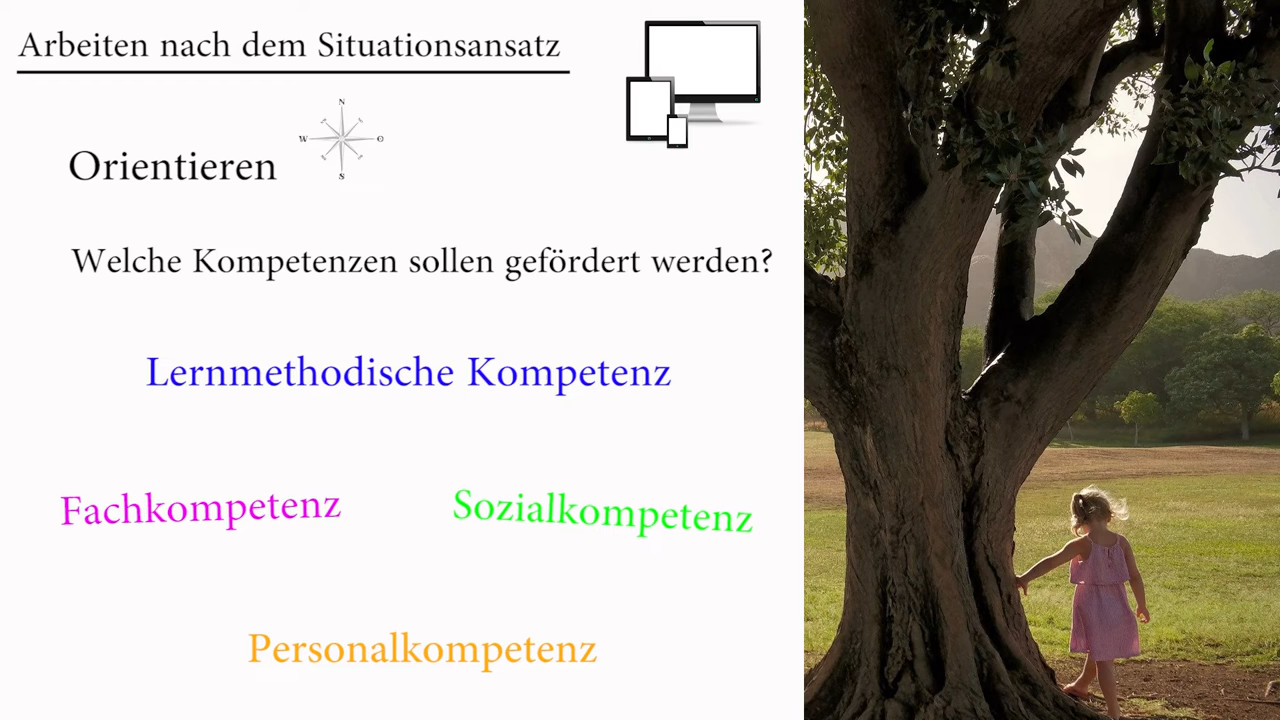 Arbeiten nach dem Situationsansatz
N
W O
S
Orientieren
Welche Kompetenzen sollen gefördert werden?
Lernmethodische Kompetenz
Fachkompetenz
Sozialkompetenz
Personalkompetenz